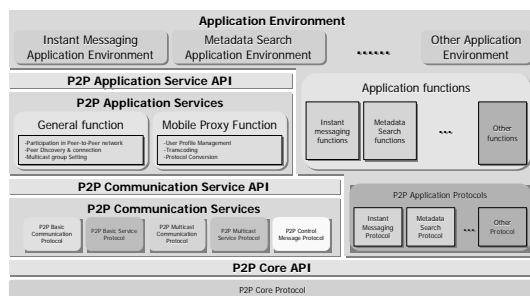 Application Environment
Instant Messaging
Application Environment
Metadata Search
Application Environment
......
Other Application
Environment
P2P Application Service API
P2P Application Services
General function
-Participation in Peer-to-Peer network
-Peer Discovery & connection
-Multicast group Setting
Mobile Proxy Function
-User Profile Management
-Transcoding
-Protocol Conversion
Application functions
Instant
messaging
functions
Metadata
Search
functions
...
Other
functions
P2P Communication Service API
P2P Communication Services
P2P Basic
Communication
Protocol
P2P Basic Service
Protocol
P2P Multicast
Communication
Protocol
P2P Multicast
Service Protocol
P2P Control
Message Protocol
P2P Application Protocols
Instant
Messaging
Protocol
Metadata
Search
Protocol
....
Other
Protocol
P2P Core API
P2P Core Protocol